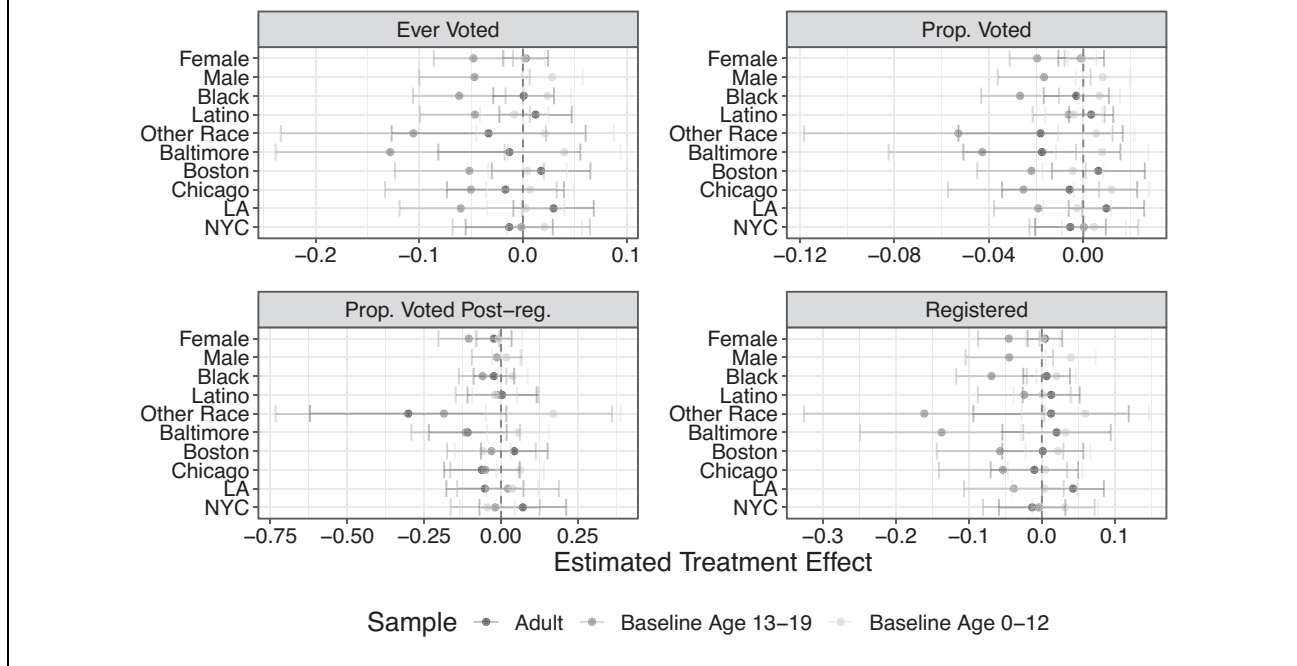 Ever Voted
Female
Male
Black
Latino
Other Race
Baltimore
Boston
Chicago
LA
NYC
−0.2 −0.1 0.0 0.1
Prop. Voted
Female
Male
Black
Latino
Other Race
Baltimore
Boston
Chicago
LA
NYC
−0.12 −0.08 −0.04 0.00
Prop. Voted Post−reg.
Female
Male
Black
Latino
Other Race
Baltimore
Boston
Chicago
LA
NYC
−0.75 −0.50 −0.25 0.00 0.25
Registered
Female
Male
Black
Latino
Other Race
Baltimore
Boston
Chicago
LA
NYC
−0.3 −0.2 −0.1 0.0 0.1
Estimated Treatment Effect
Sample Adult Baseline Age 13−19 Baseline Age 0−12